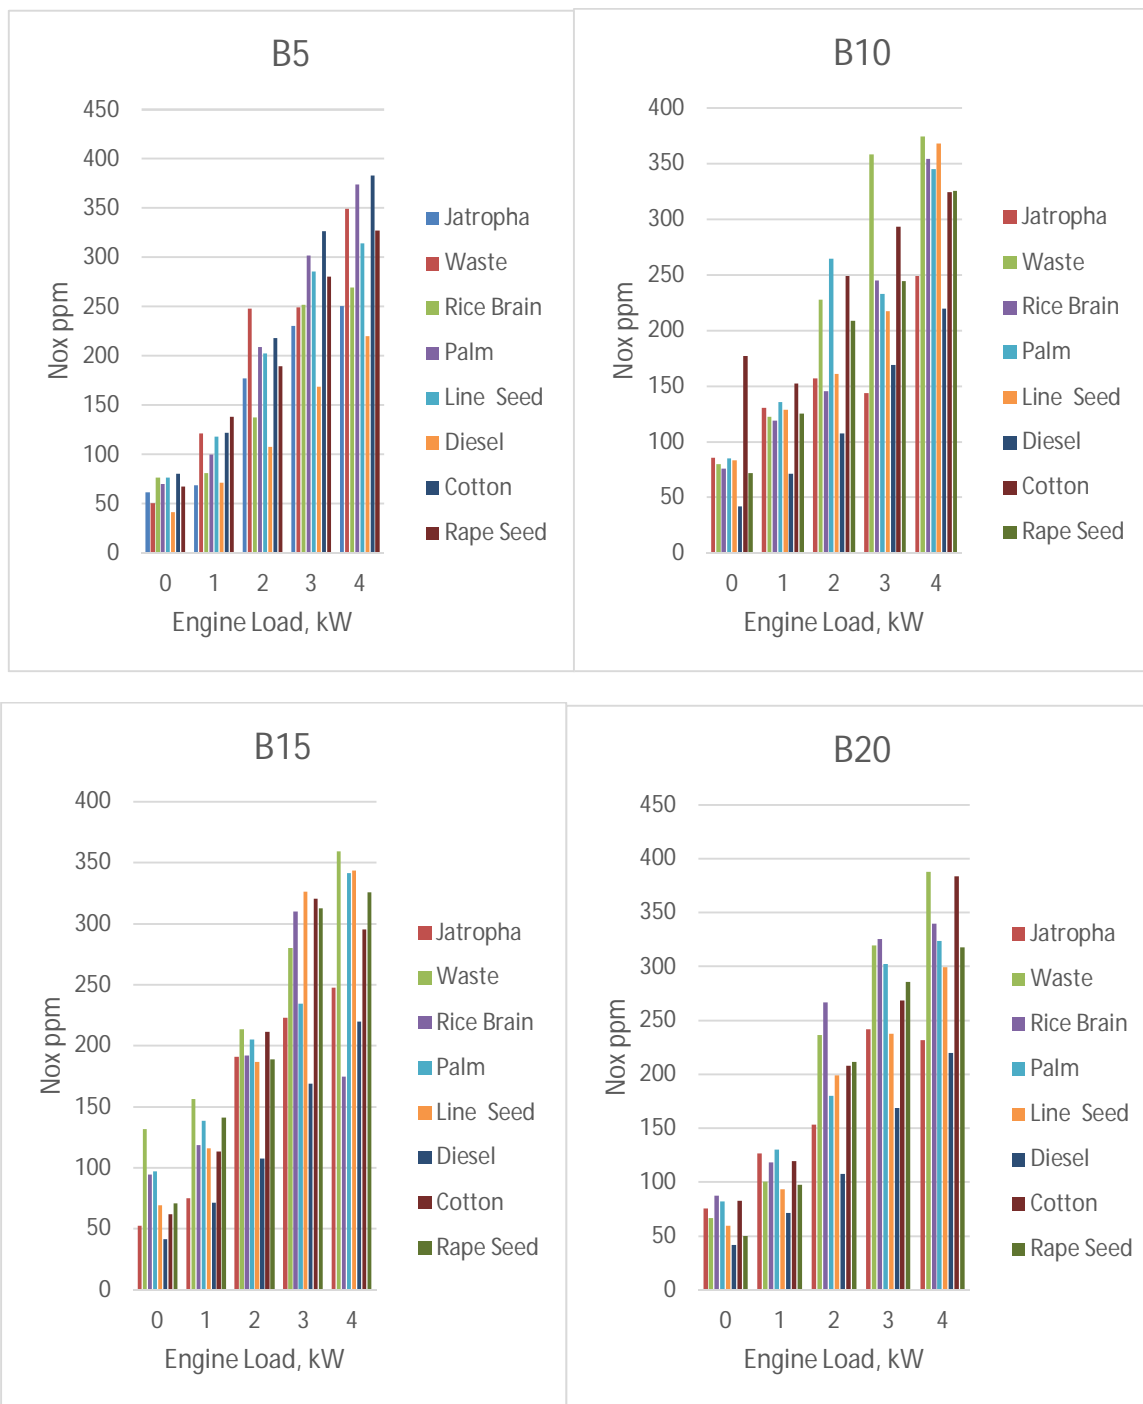 B5
450
400
350
300
250
200
150
100
50
0
Nox ppm
0 1 2 3 4
Engine Load, kW
Jatropha
Waste
Rice Brain
Palm
Line Seed
Diesel
Cotton
Rape Seed
B10
400
350
300
250
200
150
100
50
0
Nox ppm
0 1 2 3 4
Engine Load, kW
Jatropha
Waste
Rice Brain
Palm
Line Seed
Diesel
Cotton
Rape Seed
B15
400
350
300
250
200
150
100
50
0
Nox ppm
0 1 2 3 4
Engine Load, kW
Jatropha
Waste
Rice Brain
Palm
Line Seed
Diesel
Cotton
Rape Seed
B20
450
400
350
300
250
200
150
100
50
0
Nox ppm
0 1 2 3 4
Engine Load, kW
Jatropha
Waste
Rice Brain
Palm
Line Seed
Diesel
Cotton
Rape Seed